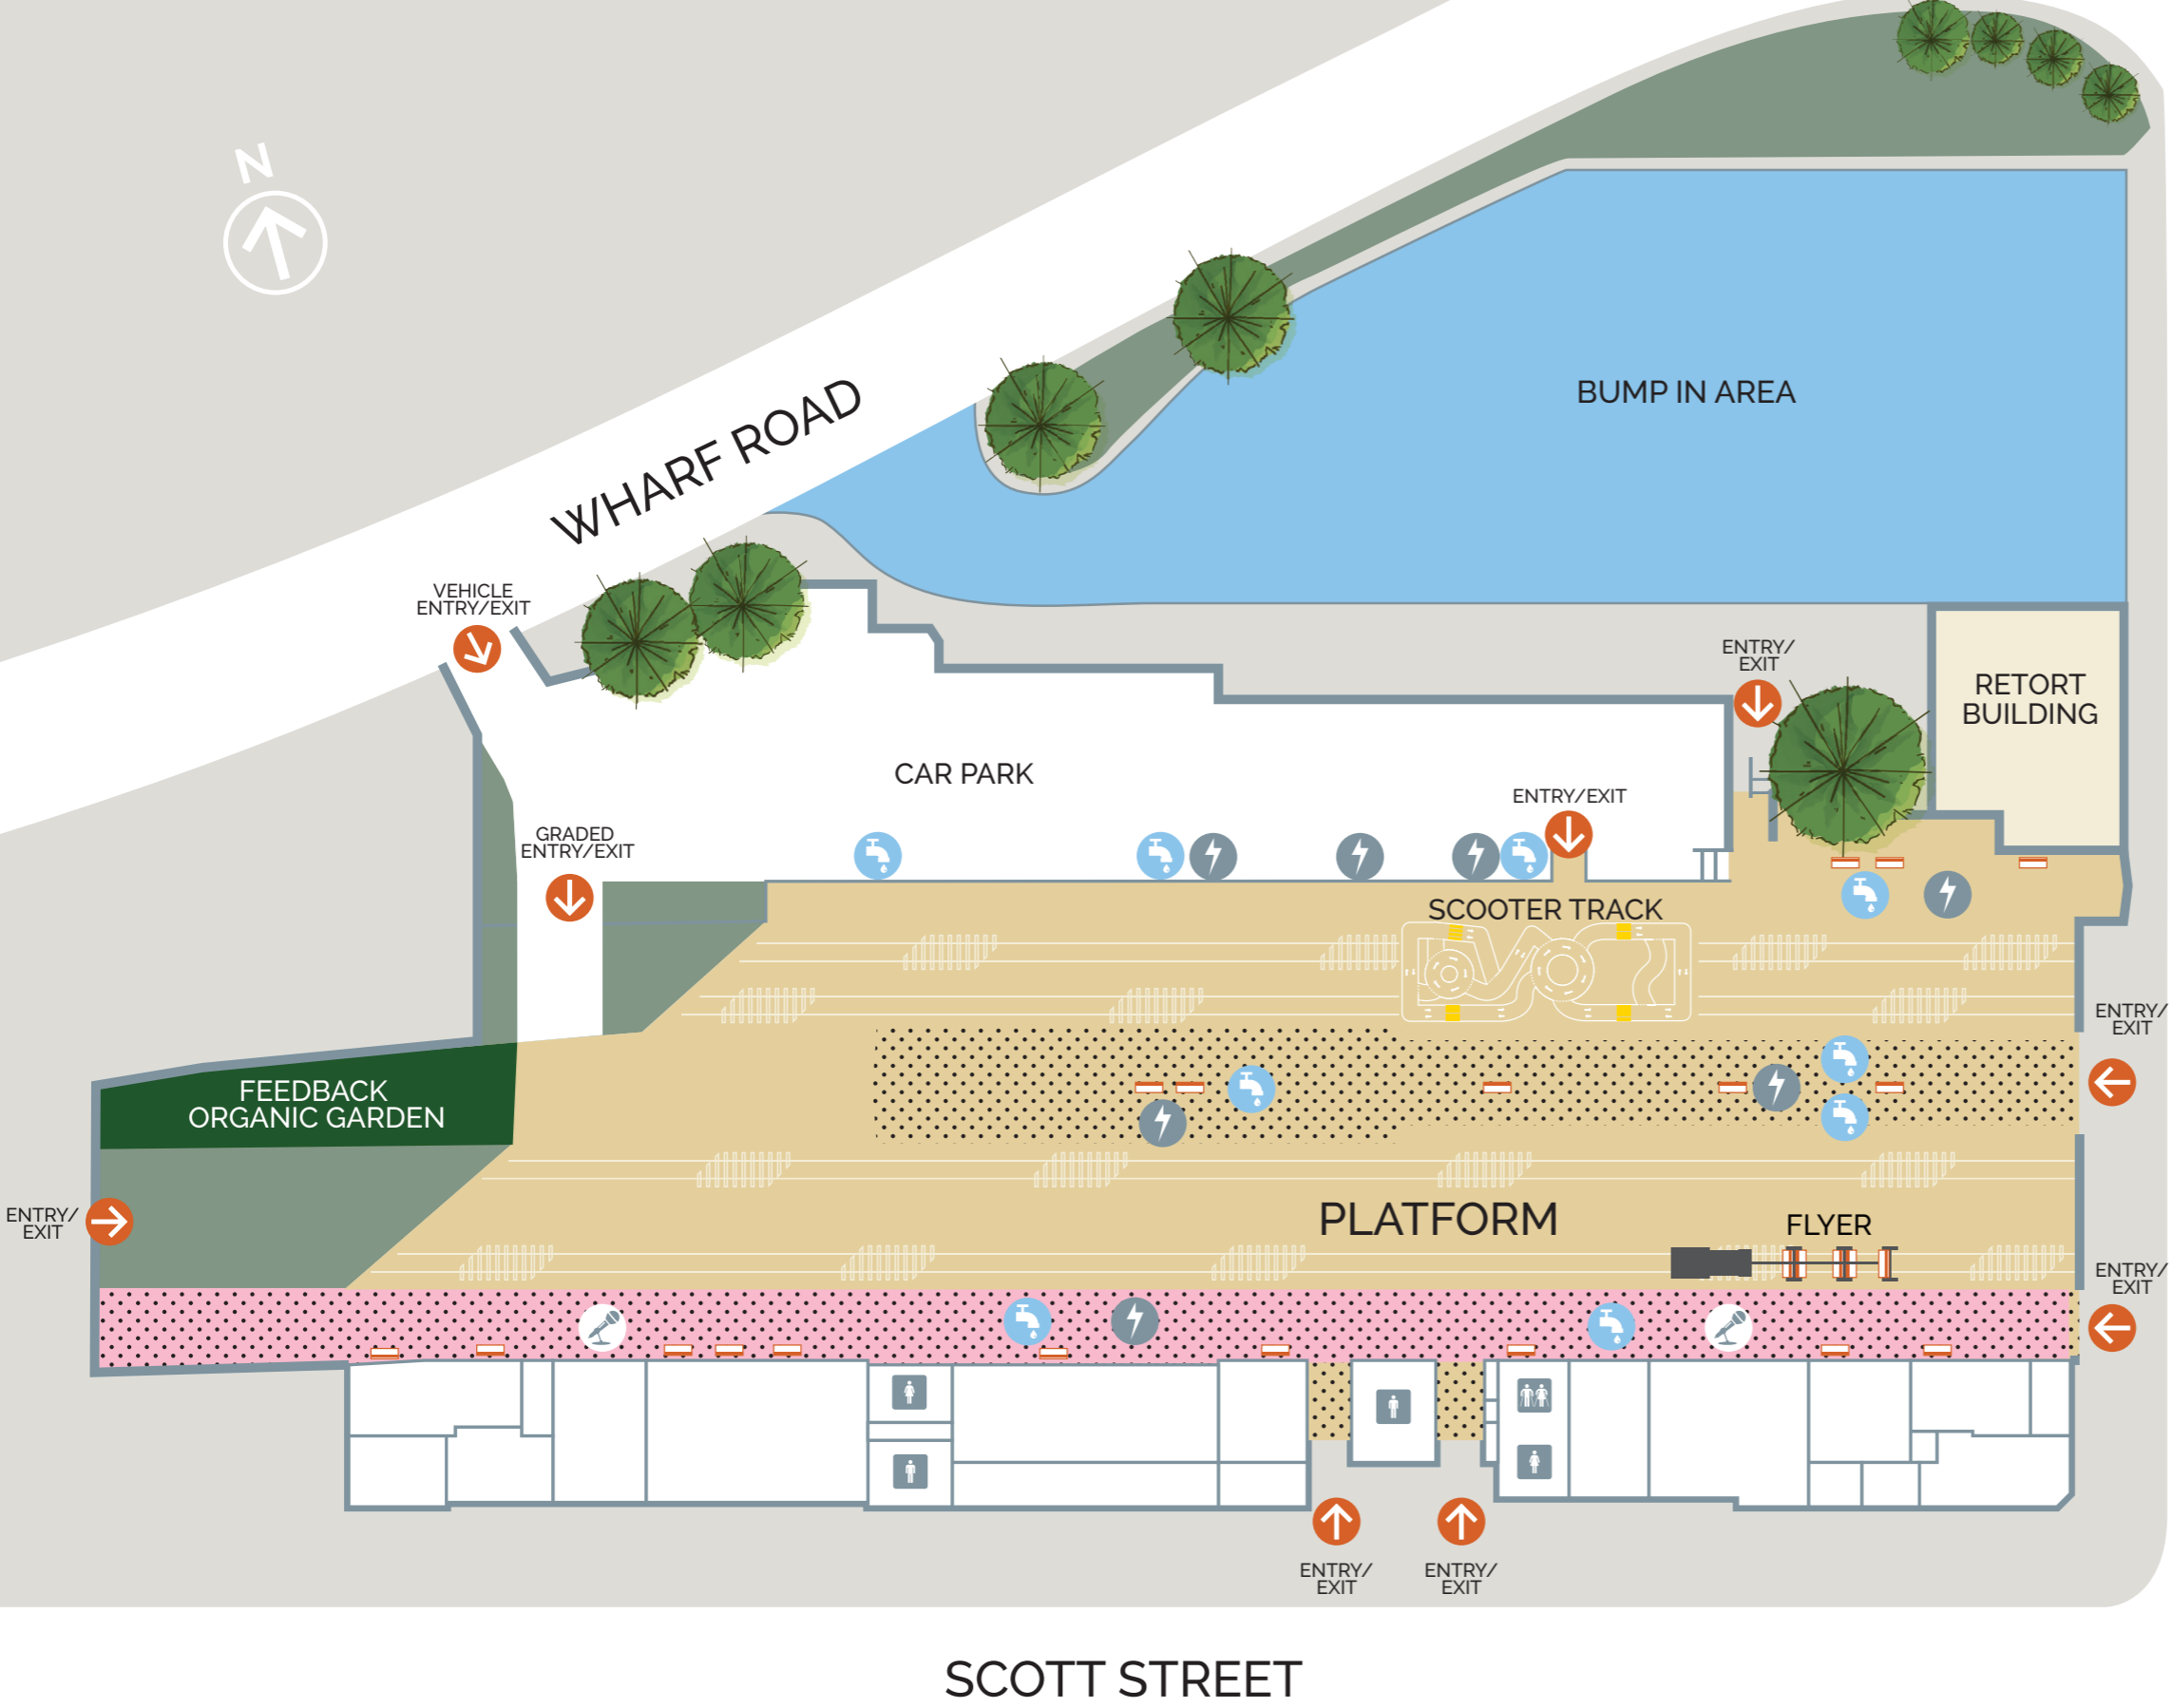 N
WHARF ROAD
BUMP IN AREA
VEHICLE
ENTRY/EXIT
ENTRY/
EXIT
RETORT
BUILDING
CAR PARK
ENTRY/EXIT
GRADED
ENTRY/EXIT
SCOOTER TRACK
ENTRY/
EXIT
FEEDBACK
ORGANIC GARDEN
ENTRY/
EXIT
PLATFORM
FLYER
ENTRY/
EXIT
ENTRY/
EXIT
ENTRY/
EXIT
SCOTT STREET